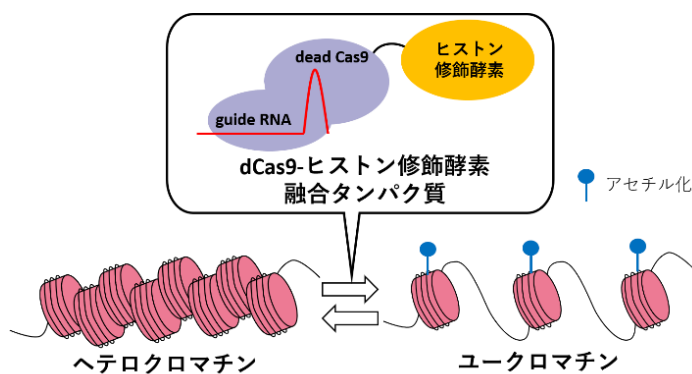 dead Cas9
ヒストン
修飾酵素
guide RNA
dCas9-ヒストン修飾酵素
融合タンパク質
アセチル化
ヘテロクロマチン
ユークロマチン